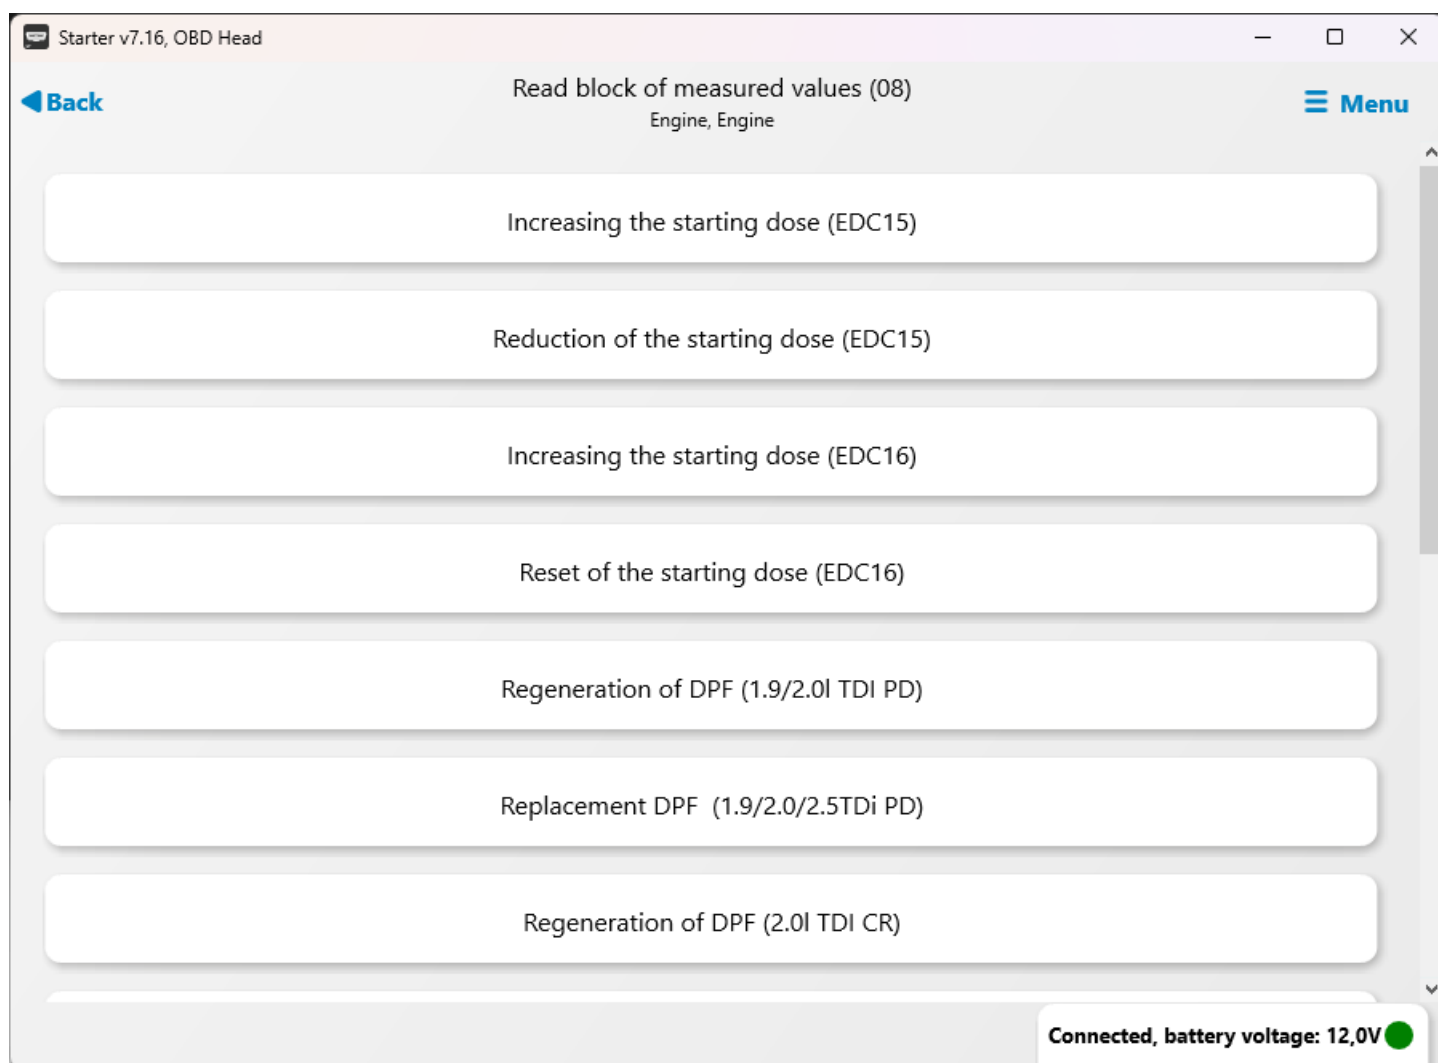 Starter v7.16, OBD Head
Back
Read block of measured values (08)
Menu
Engine, Engine
Increasing the starting dose (EDC15)
Reduction of the starting dose (EDC15)
Increasing the starting dose (EDC16)
Reset of the starting dose (EDC16)
Regeneration of DPF (1.9/2.0l TDI PD)
Replacement DPF  (1.9/2.0/2.5TDi PD)
Regeneration of DPF (2.0l TDI CR)
Connected, battery voltage: 12,0V